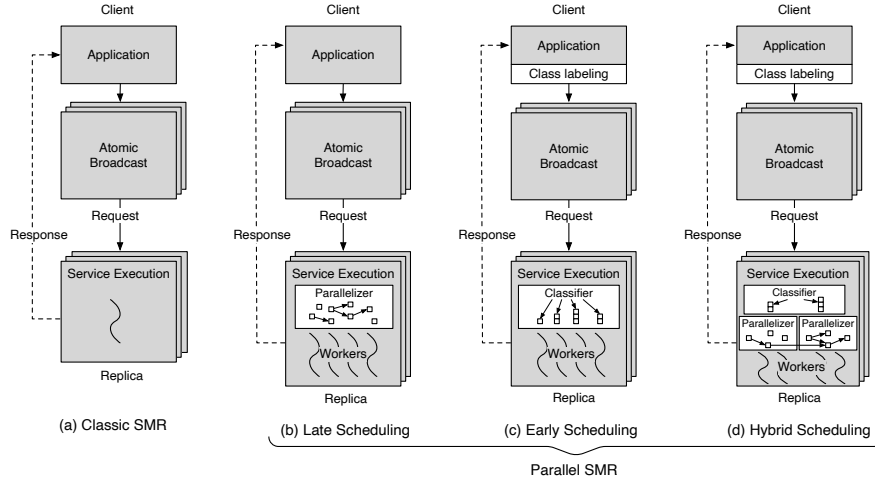 Client
Application
Atomic
Broadcast
Request
Response
Service Execution
Replica
(a) Classic SMR
Client
Application
Atomic
Broadcast
Request
Response
Service Execution
Parallelizer
Workers
Replica
(b) Late Scheduling
Client
Application
Class labeling
Atomic
Broadcast
Request
Response
Service Execution
Classifier
Workers
Replica
(c) Early Scheduling
Client
Application
Class labeling
Atomic
Broadcast
Request
Response
Service Execution
Classifier
Parallelizer
Parallelizer
Workers
Replica
(d) Hybrid Scheduling
Parallel SMR